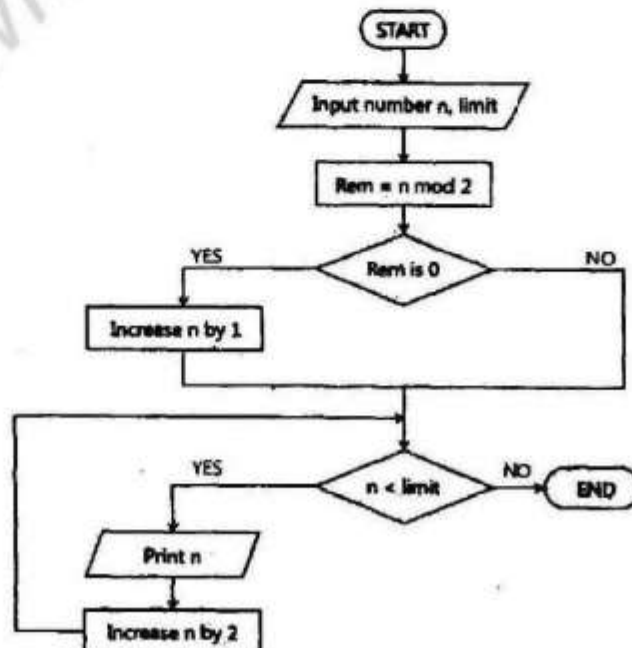 START
Input number n, limit
Rem = n mod 2
YES
Rem is 0
NO
Increase n by 1
YES
n < limit
NO
END
Print n
Increase n by 2